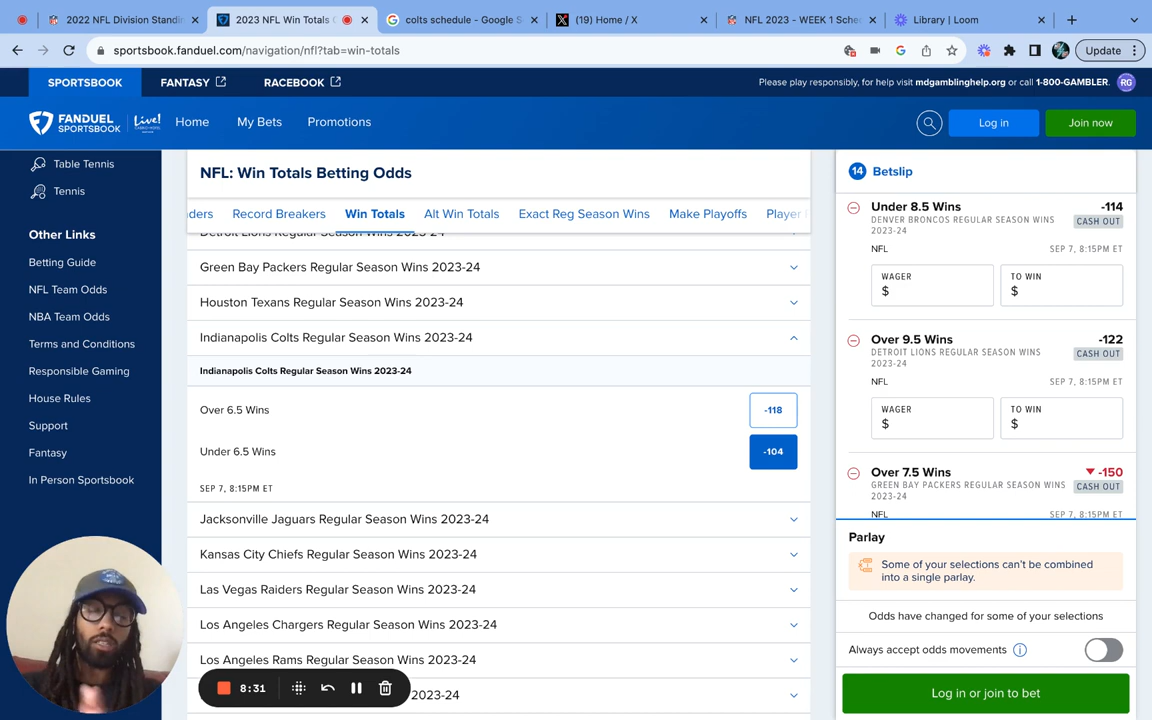 2022 NFL Division Standin
2023 NFL Win Totals
colts schedule - Google S
(19) Home / X
NFL 2023 - WEEK 1 Sche
Library | Loom
sportsbook.fanduel.com/navigation/nfl?tab=win-totals
Update
SPORTSBOOK
FANTASY
RACEBOOK
Please play responsibly, for help visit mdgamblinghelp.org or call 1-800-GAMBLER.
RG
FANDUEL
SPORTSBOOK
Live!
Home
My Bets
Promotions
Log in
Join now
Table Tennis
Tennis
Other Links
Betting Guide
NFL Team Odds
NBA Team Odds
Terms and Conditions
Responsible Gaming
House Rules
Support
Fantasy
In Person Sportsbook
NFL: Win Totals Betting Odds
ders
Record Breakers
Win Totals
Alt Win Totals
Exact Reg Season Wins
Make Playoffs
Player
Detroit Lions Regular Season Wins 2023-24
Green Bay Packers Regular Season Wins 2023-24
Houston Texans Regular Season Wins 2023-24
Indianapolis Colts Regular Season Wins 2023-24
Indianapolis Colts Regular Season Wins 2023-24
Over 6.5 Wins
-118
Under 6.5 Wins
-104
SEP 7, 8:15PM ET
Jacksonville Jaguars Regular Season Wins 2023-24
Kansas City Chiefs Regular Season Wins 2023-24
Las Vegas Raiders Regular Season Wins 2023-24
Los Angeles Chargers Regular Season Wins 2023-24
Los Angeles Rams Regular Season Wins 2023-24
2023-24
8:31
14
Betslip
Under 8.5 Wins
-114
DENVER BRONCOS REGULAR SEASON WINS
2023-24
CASH OUT
NFL
SEP 7, 8:15PM ET
WAGER
$
TO WIN
$
Over 9.5 Wins
-122
DETROIT LIONS REGULAR SEASON WINS
2023-24
CASH OUT
NFL
SEP 7, 8:15PM ET
WAGER
$
TO WIN
$
Over 7.5 Wins
-150
GREEN BAY PACKERS REGULAR SEASON WINS
2023-24
CASH OUT
NFL
SEP 7, 8:15PM ET
Parlay
Some of your selections can't be combined
into a single parlay.
Odds have changed for some of your selections
Always accept odds movements
Log in or join to bet